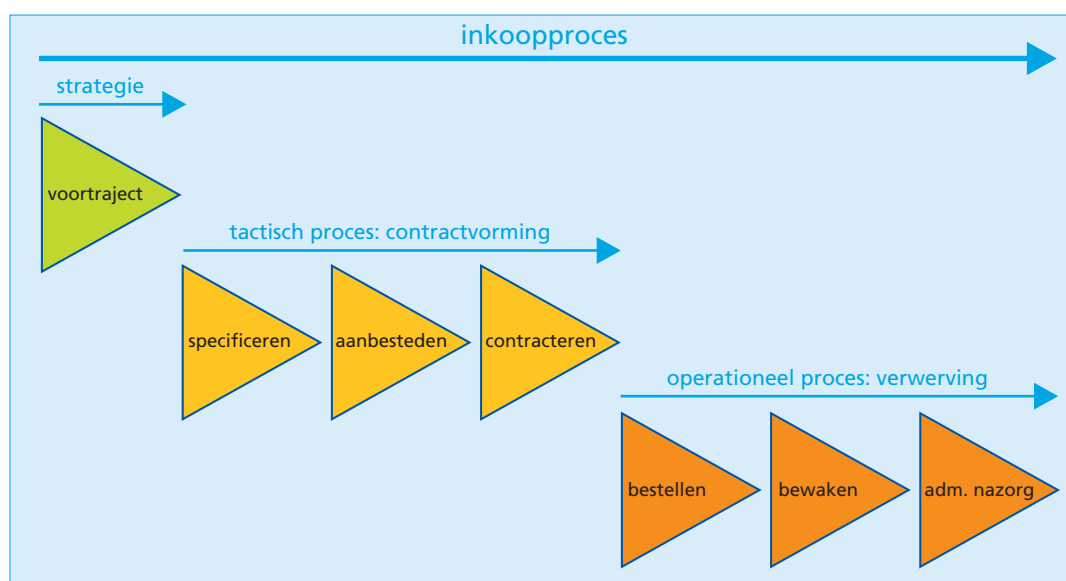 inkoopproces
strategie
voortraject
tactisch proces: contractvorming
specificeren
aanbesteden
contracteren
operationeel proces: verwerving
bestellen
bewaken
adm. nazorg